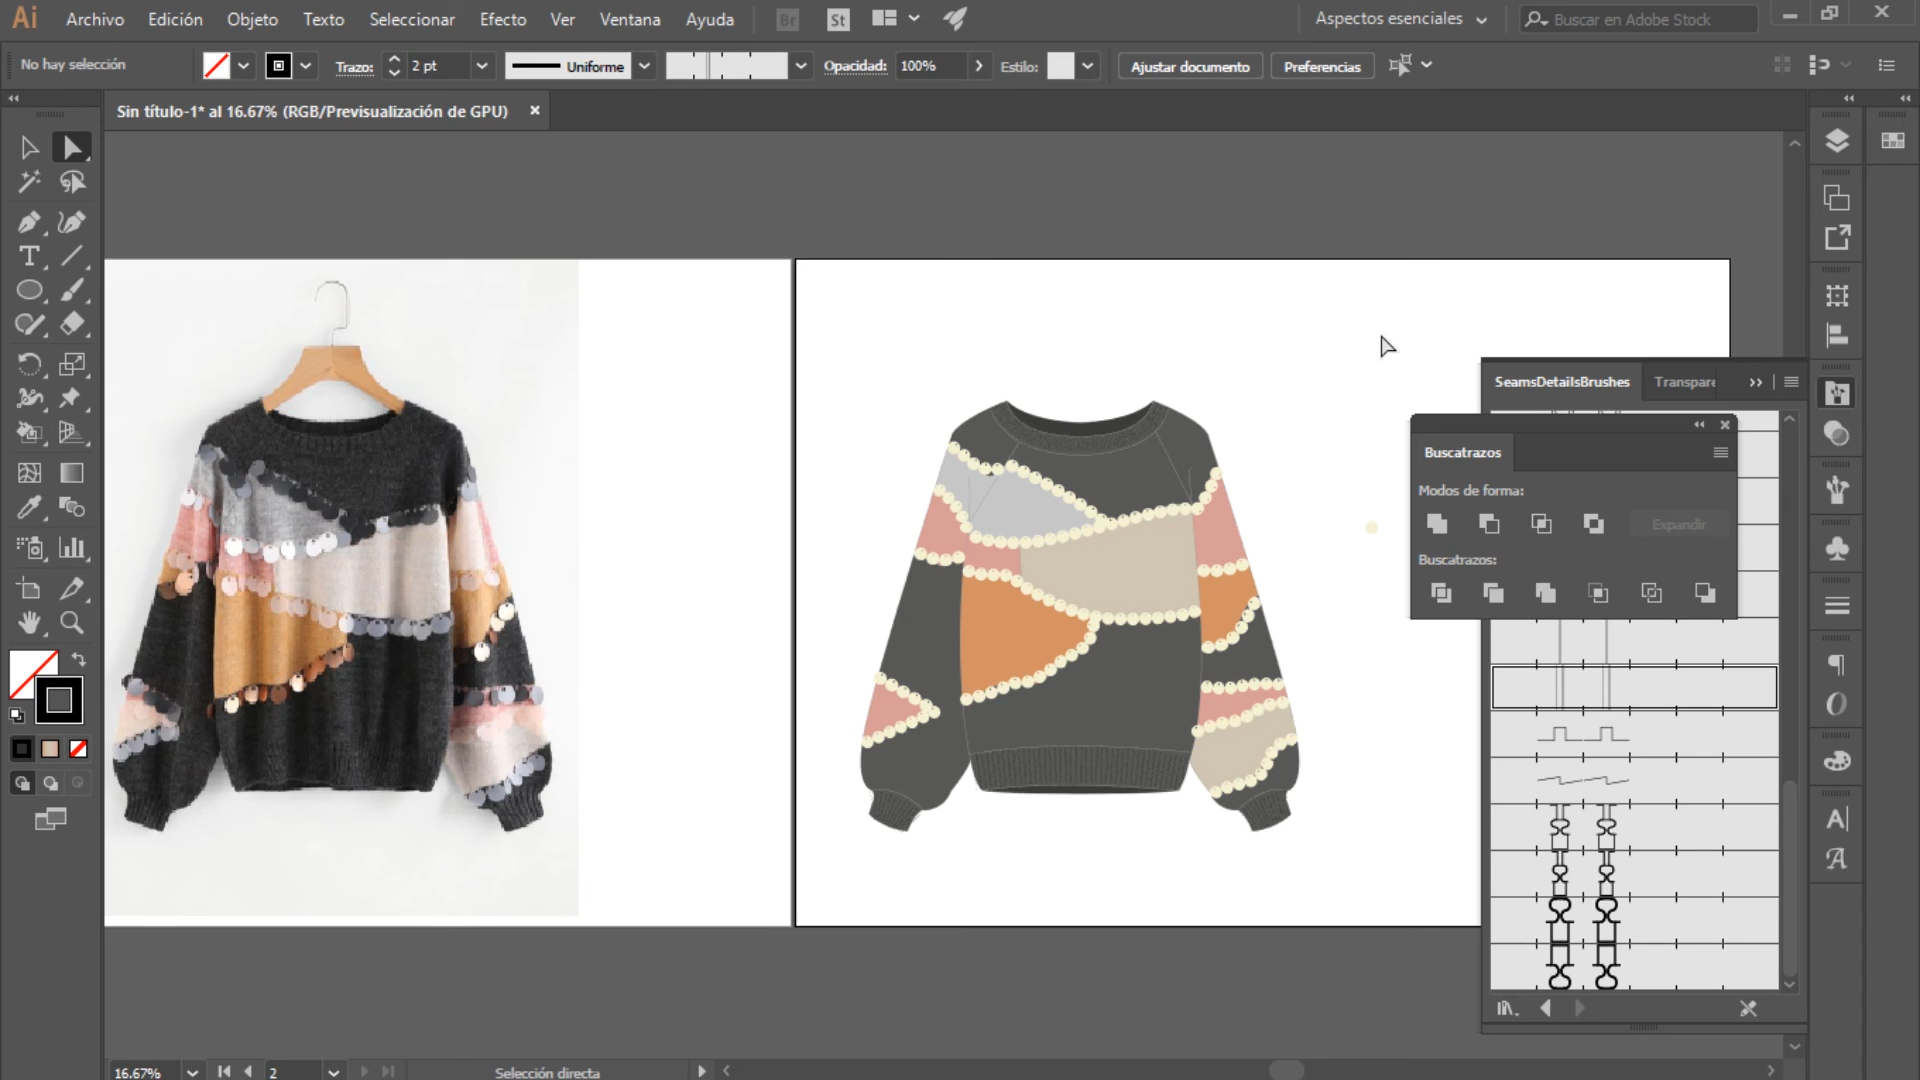 Ai Archivo Edición Objeto Texto Seleccionar Efecto Ver Ventana Ayuda Br St Aspectos esenciales Buscar en Adobe Stock
No hay selección Trazo: 2 pt Uniforme Opacidad: 100% Estilo: Ajustar documento Preferencias
Sin título-1* al 16.67% (RGB/Previsualización de GPU)
SeamsDetailsBrushes Transpare
Buscatrazos
Modos de forma:
Expandir
Buscatrazos:
16.67% 2 Selección directa